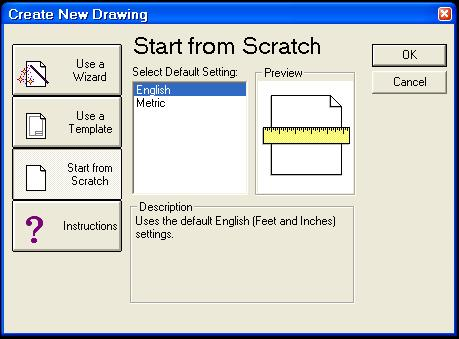 Create New Drawing
Use a
Wizard
Use a
Template
Start from
Scratch
Instructions
Start from Scratch
Select Default Setting:
English
Metric
Preview
Description
Uses the default English (Feet and Inches)
settings.
OK
Cancel